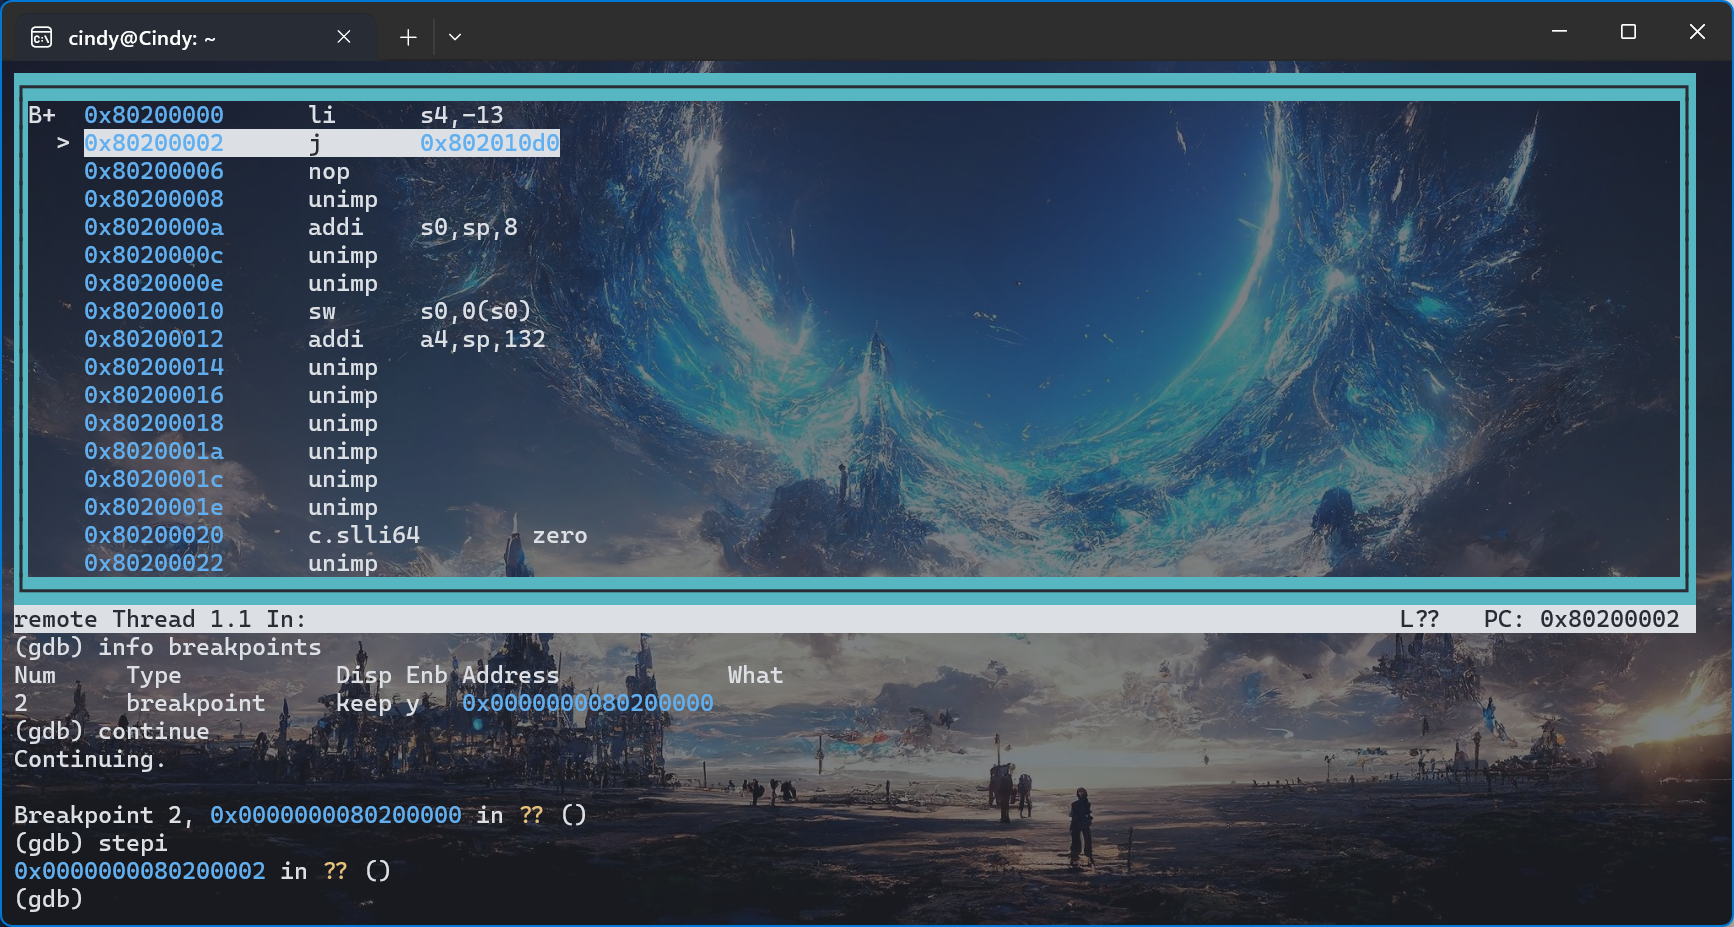 cindy@Cindy: ~
B+ 0x80200000 li s4,-13
> 0x80200002 j 0x802010d0
0x80200006 nop
0x80200008 unimp
0x8020000a addi s0,sp,8
0x8020000c unimp
0x8020000e unimp
0x80200010 sw s0,0(s0)
0x80200012 addi a4,sp,132
0x80200014 unimp
0x80200016 unimp
0x80200018 unimp
0x8020001a unimp
0x8020001c unimp
0x8020001e unimp
0x80200020 c.slli64 zero
0x80200022 unimp
remote Thread 1.1 In: L?? PC: 0x80200002
(gdb) info breakpoints
Num Type Disp Enb Address What
2 breakpoint keep y 0x0000000080200000
(gdb) continue
Continuing.
Breakpoint 2, 0x0000000080200000 in ?? ()
(gdb) stepi
0x0000000080200002 in ?? ()
(gdb)